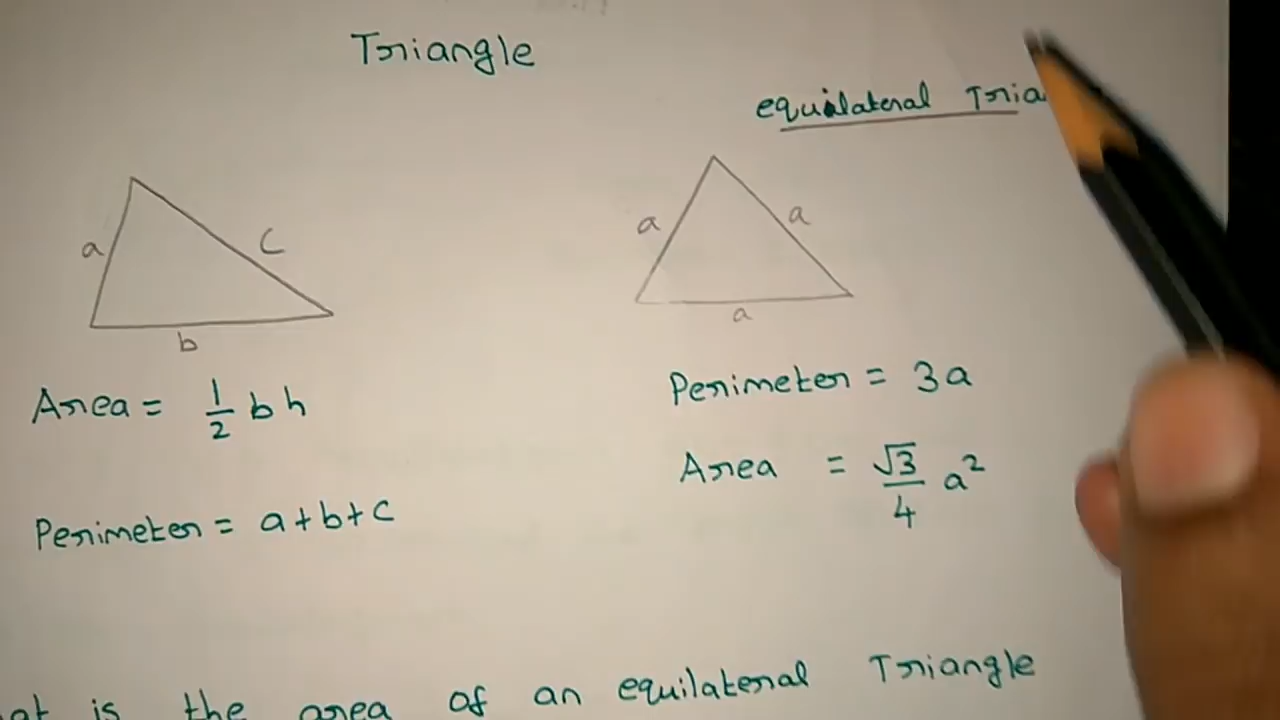 Triangle
equilateral Tria
a
c
b
Area = 1/2 b h
Perimeter = a+b+c
a
a
a
Perimeter = 3a
Area = √3/4 a²
at is the area of an equilateral Triangle